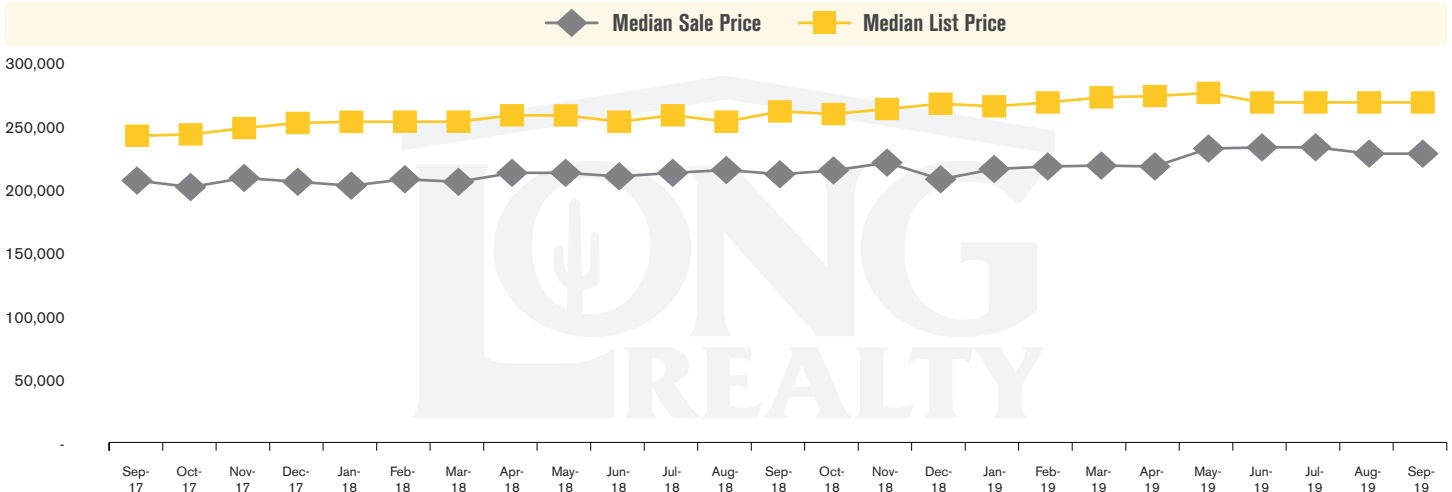 Median Sale Price Median List Price
300,000
250,000
200,000
150,000
100,000
50,000
-
LONG
REALTY
Sep- Oct- Nov- Dec- Jan- Feb- Mar- Apr- May- Jun- Jul- Aug- Sep- Oct- Nov- Dec- Jan- Feb- Mar- Apr- May- Jun- Jul- Aug- Sep-
17 17 17 17 18 18 18 18 18 18 18 18 18 18 18 18 19 19 19 19 19 19 19 19 19